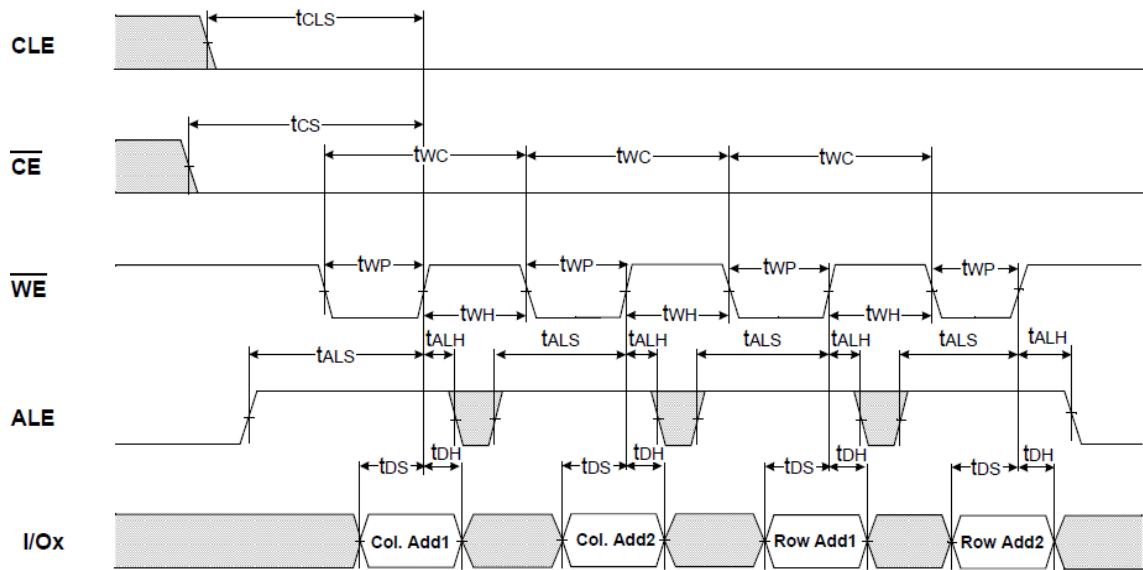 CLE
tCLS
CE
tCS
tWC tWC tWC
WE
tWP tWP tWP tWP
tWH tWH tWH
ALE
tALS tALH tALS tALH tALS tALH tALS tALH
I/Ox
tDS tDH tDS tDH tDS tDH tDS tDH
Col. Add1 Col. Add2 Row Add1 Row Add2